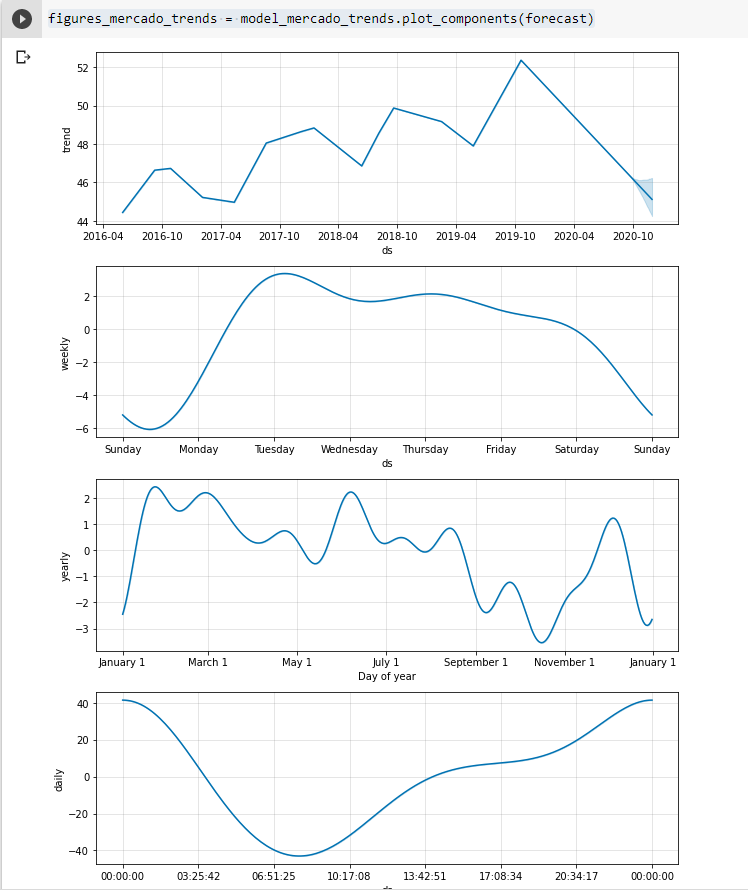 figures_mercado_trends = model_mercado_trends.plot_components(forecast)
52
50
48
46
44
trend
2016-04 2016-10 2017-04 2017-10 2018-04 2018-10 2019-04 2019-10 2020-04 2020-10
ds
2
0
−2
−4
−6
weekly
Sunday Monday Tuesday Wednesday Thursday Friday Saturday Sunday
ds
2
1
0
−1
−2
−3
yearly
January 1 March 1 May 1 July 1 September 1 November 1 January 1
Day of year
40
20
0
−20
−40
daily
00:00:00 03:25:42 06:51:25 10:17:08 13:42:51 17:08:34 20:34:17 00:00:00